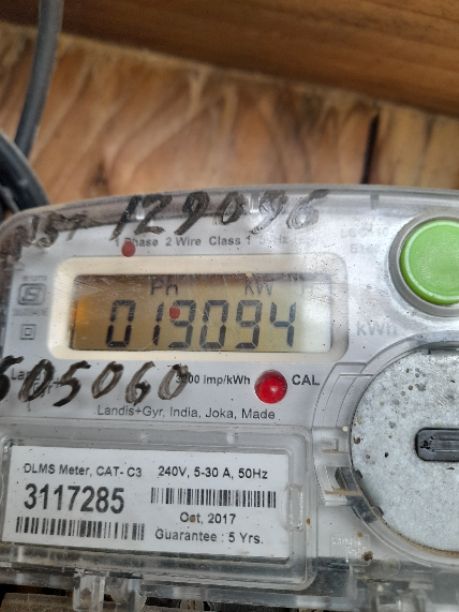 129096
1 Phase 2 Wire Class 1
Ph kW
019094
kWh
505060
3200 imp/kWh CAL
Landis+Gyr, India, Joka, Made
DLMS Meter, CAT- C3 240V, 5-30 A, 50Hz
3117285
Oct, 2017
Guarantee : 5 Yrs.